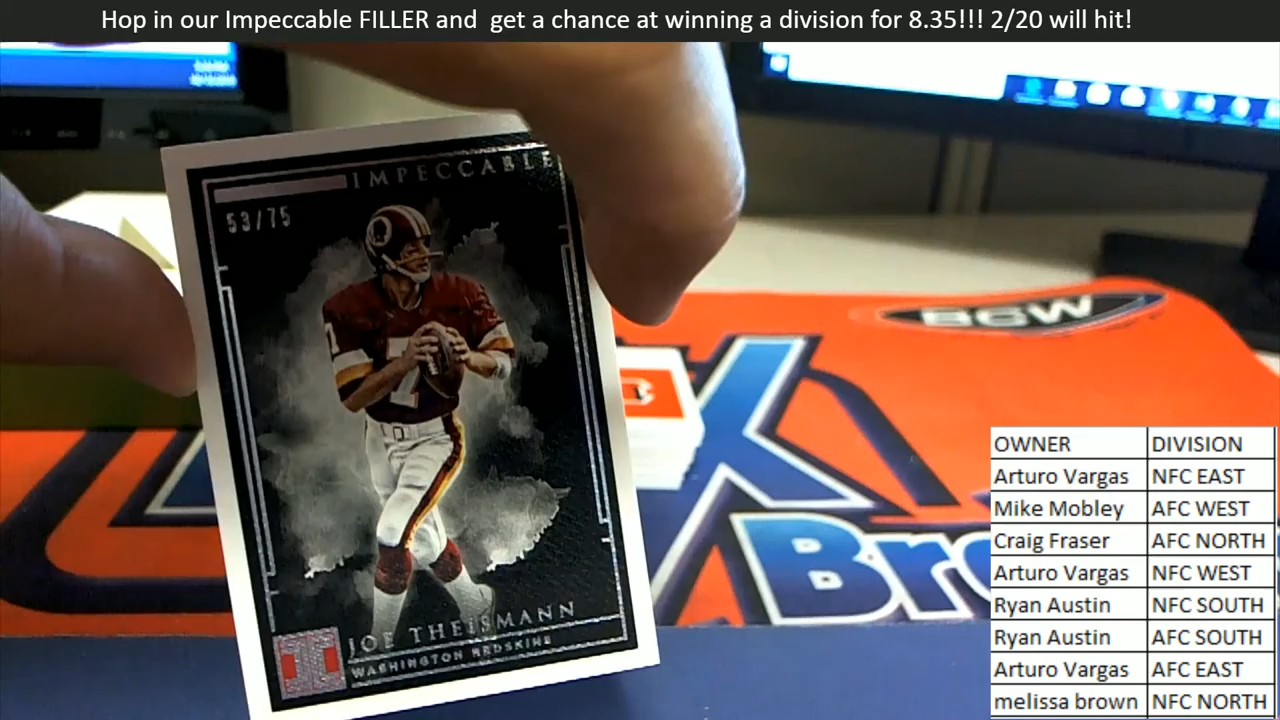 Hop in our Impeccable FILLER and  get a chance at winning a division for 8.35!!! 2/20 will hit!
IMPECCABLE
53/75
7
JOE THEISMANN
WASHINGTON REDSKINS
BGW
X
Bre
OWNER DIVISION
Arturo Vargas NFC EAST
Mike Mobley AFC WEST
Craig Fraser AFC NORTH
Arturo Vargas NFC WEST
Ryan Austin NFC SOUTH
Ryan Austin AFC SOUTH
Arturo Vargas AFC EAST
melissa brown NFC NORTH